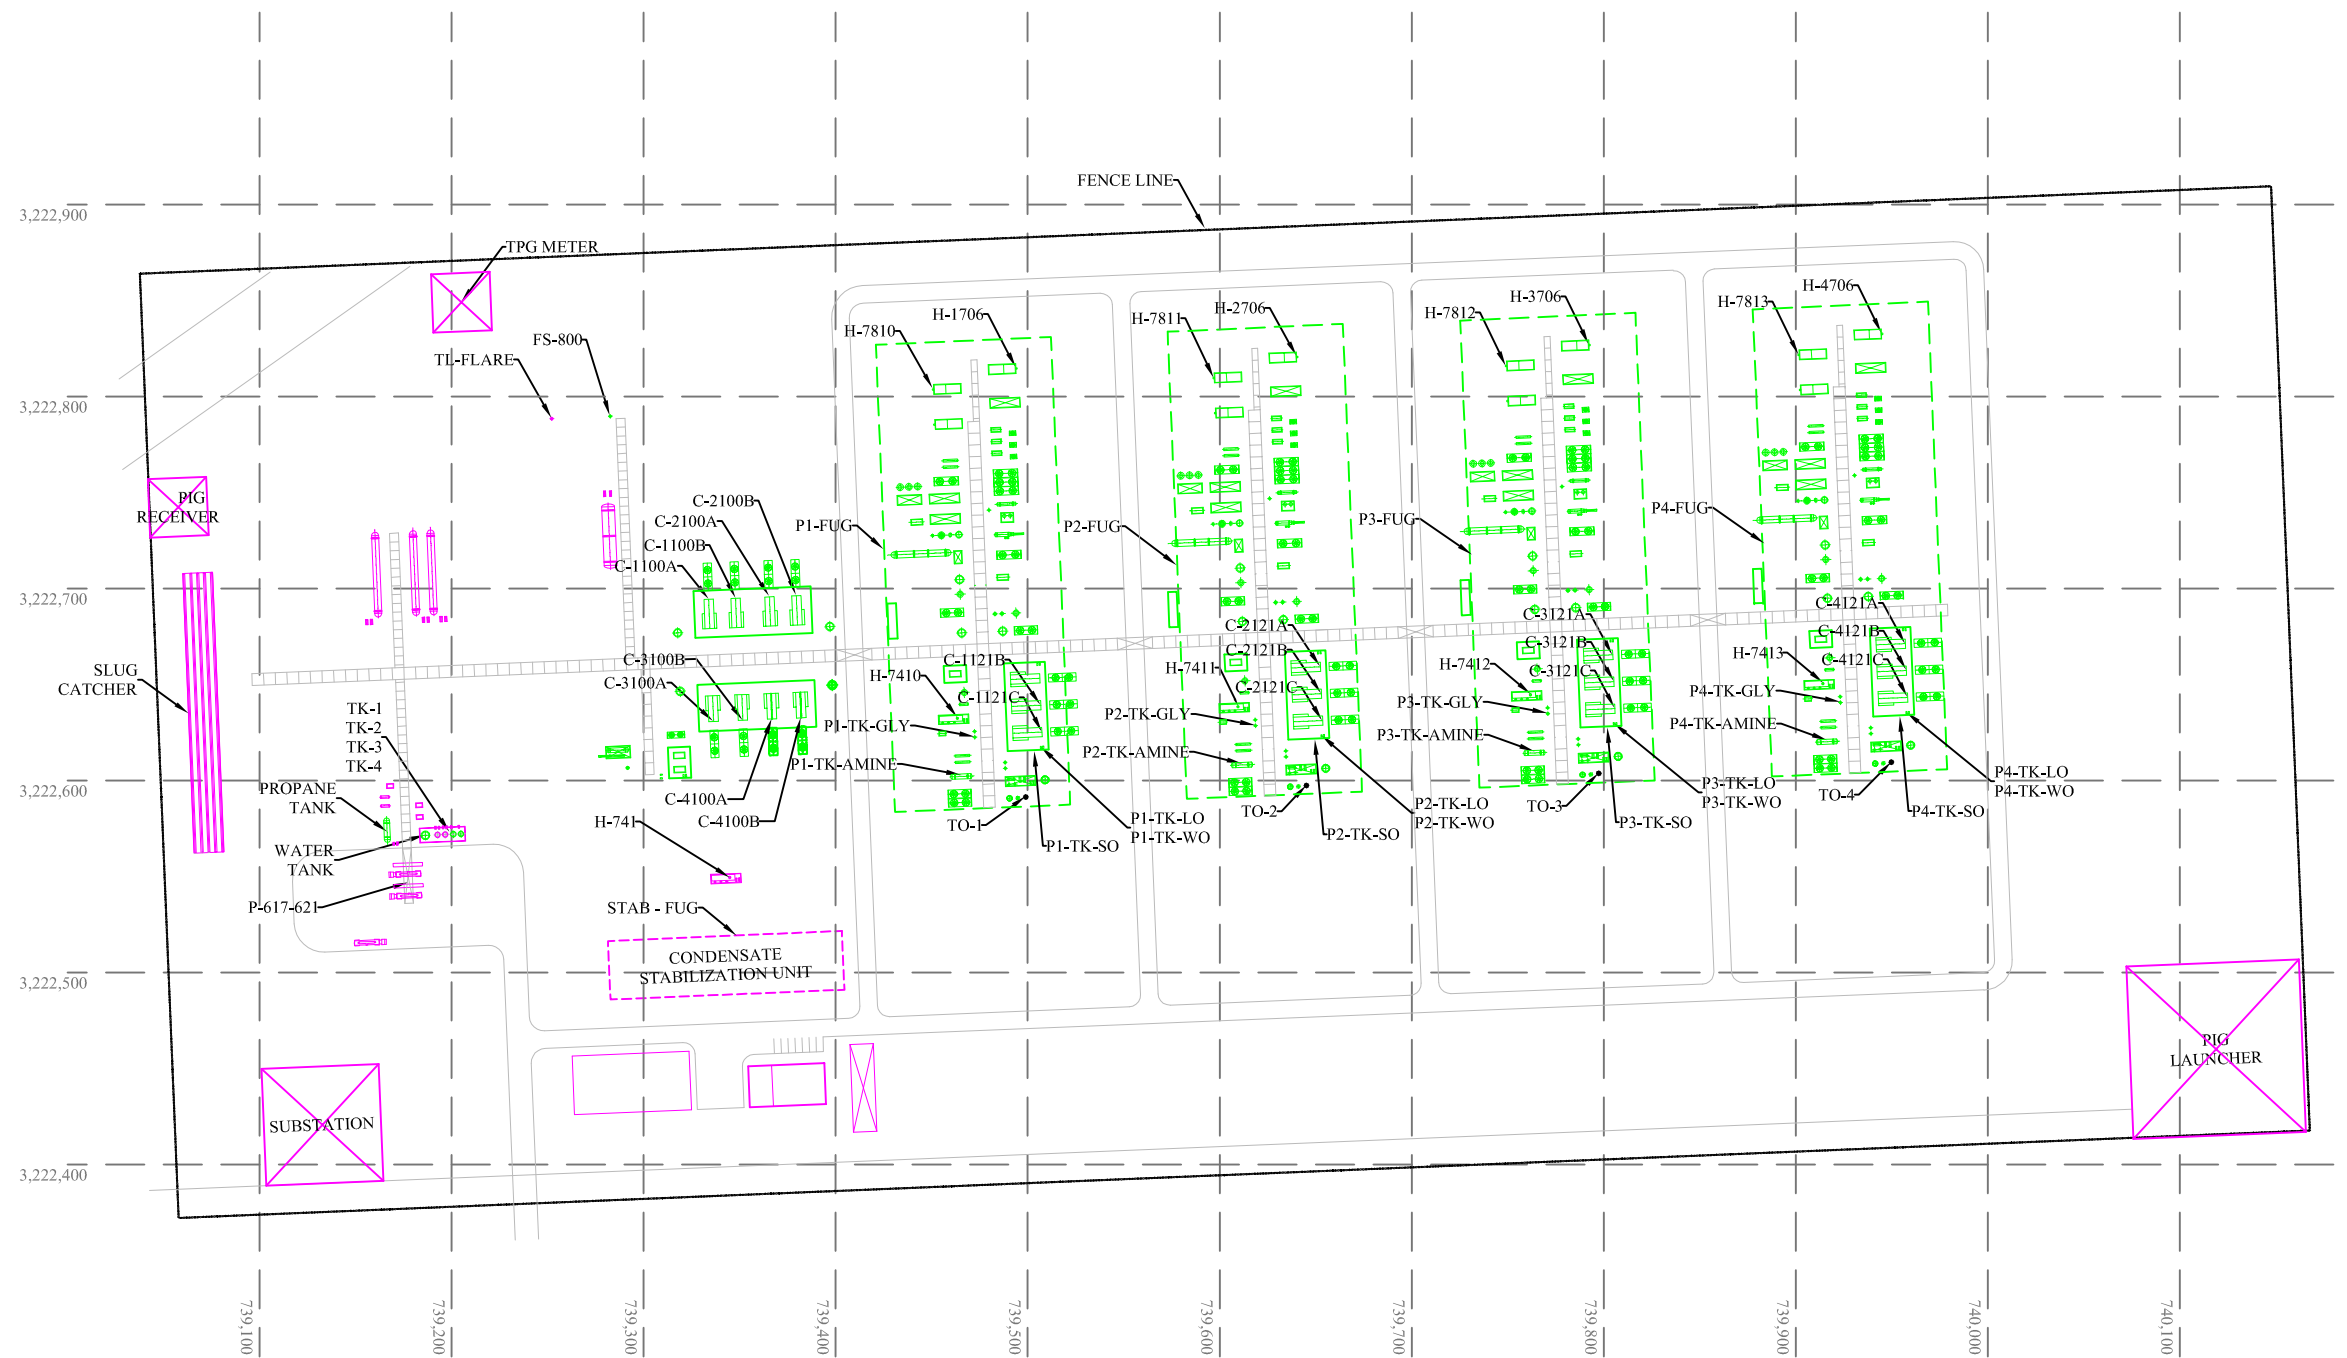 FENCE LINE
3,222,900
TPG METER
H-4706
H-3706
H-7813
H-2706
H-7812
H-1706
H-7811
H-7810
FS-800
TL-FLARE
3,222,800
PIG
RECEIVER
C-2100B
C-2100A
C-1100B
C-1100A
P1-FUG
P2-FUG
P3-FUG
P4-FUG
3,222,700
C-4121A
C-4121B
C-4121C
C-3121A
C-3121B
C-3121C
C-2121A
C-2121B
C-2121C
C-1121B
C-1121C
C-3100B
C-3100A
H-7410
H-7411
H-7412
H-7413
SLUG
CATCHER
P1-TK-GLY
P2-TK-GLY
P3-TK-GLY
P4-TK-GLY
TK-1
TK-2
TK-3
TK-4
P1-TK-AMINE
P2-TK-AMINE
P3-TK-AMINE
P4-TK-AMINE
3,222,600
PROPANE
TANK
C-4100A
C-4100B
H-741
TO-1
TO-2
TO-3
TO-4
P1-TK-LO
P1-TK-WO
P2-TK-LO
P2-TK-WO
P3-TK-LO
P3-TK-WO
P4-TK-LO
P4-TK-WO
P1-TK-SO
P2-TK-SO
P3-TK-SO
P4-TK-SO
WATER
TANK
P-617-621
STAB - FUG
CONDENSATE
STABILIZATION UNIT
3,222,500
PIG
LAUNCHER
SUBSTATION
3,222,400
739,100
739,200
739,300
739,400
739,500
739,600
739,700
739,800
739,900
740,000
740,100